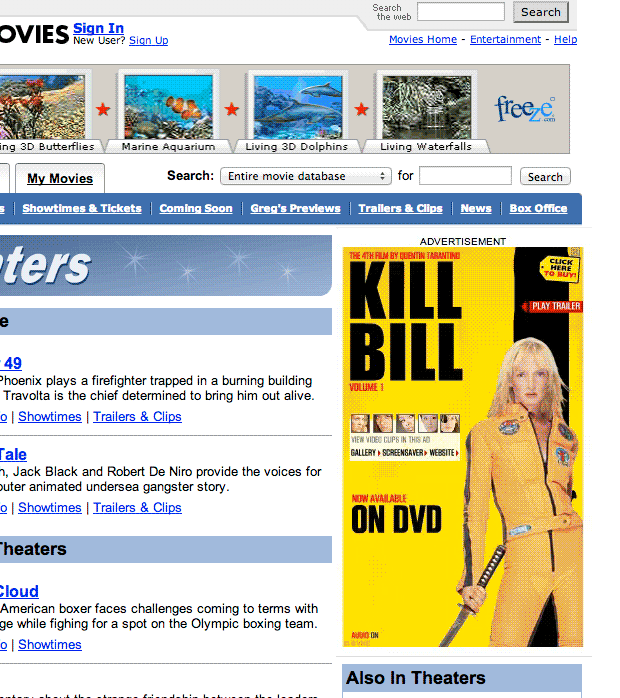 Search
the web
Search
OVIES
Sign In
New User? Sign Up
Movies Home - Entertainment - Help
ing 3D Butterflies
Marine Aquarium
Living 3D Dolphins
Living Waterfalls
freeze
.com
My Movies
Search: Entire movie database for Search
s | Showtimes & Tickets | Coming Soon | Greg's Previews | Trailers & Clips | News | Box Office
aters
ADVERTISEMENT
THE 4TH FILM BY QUENTIN TARANTINO
KILL
BILL
VOLUME 1
CLICK
HERE
TO BUY!
PLAY TRAILER
VIEW VIDEO CLIPS IN THIS AD
GALLERY SCREENSAVER WEBSITE
NOW AVAILABLE
ON DVD
AUDIO ON
e
r 49
Phoenix plays a firefighter trapped in a burning building
Travolta is the chief determined to bring him out alive.
o | Showtimes | Trailers & Clips
Tale
h, Jack Black and Robert De Niro provide the voices for
puter animated undersea gangster story.
o | Showtimes | Trailers & Clips
Theaters
Cloud
American boxer faces challenges coming to terms with
ge while fighing for a spot on the Olympic boxing team.
o | Showtimes
Also In Theaters